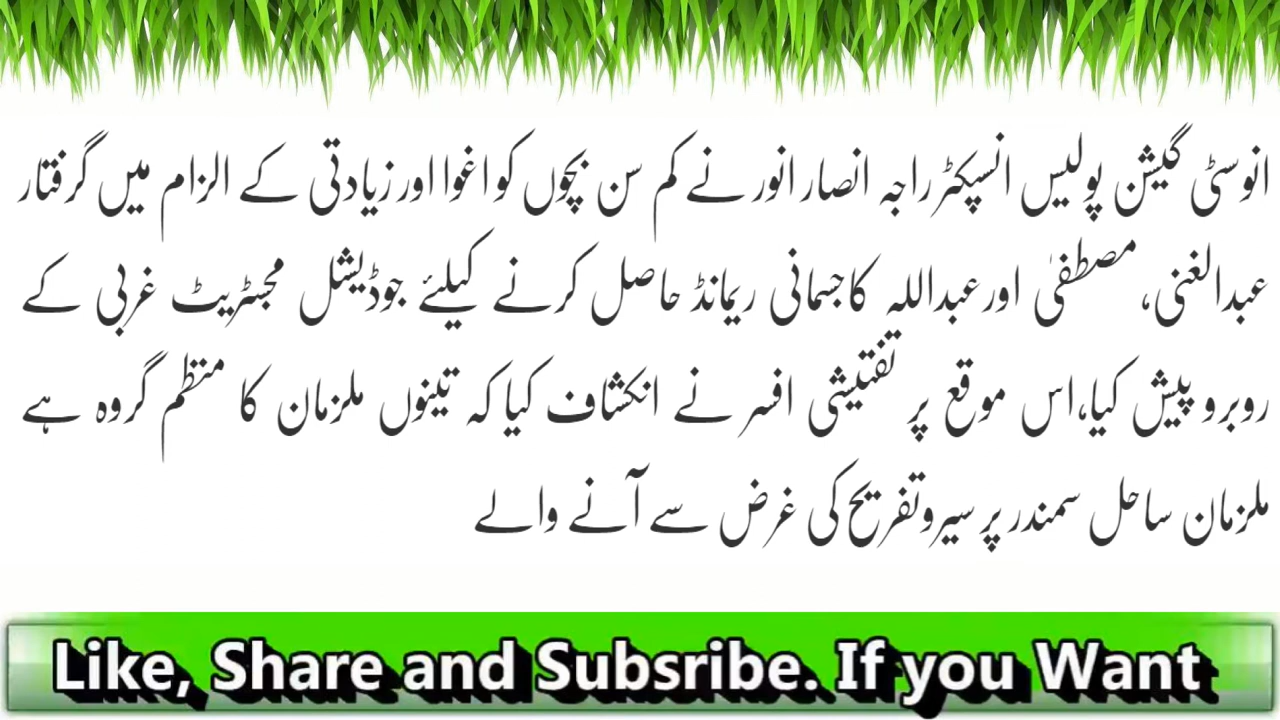 انوسٹی گیشن پولیس انسپکٹر راجہ انصار انور نے کم سن بچوں کو اغوا اور زیادتی کے الزام میں گرفتار
عبدالغنی، مصطفیٰ اور عبداللہ کا جسمانی ریمانڈ حاصل کرنے کیلئے جوڈیشل مجسٹریٹ غربی کے
روبرو پیش کیا،اس موقع پر تفتیشی افسر نے انکشاف کیا کہ تینوں ملزمان کا منظم گروہ ہے
ملزمان ساحل سمندر پر سیروتفریح کی غرض سے آنے والے
Like, Share and Subsribe. If you Want